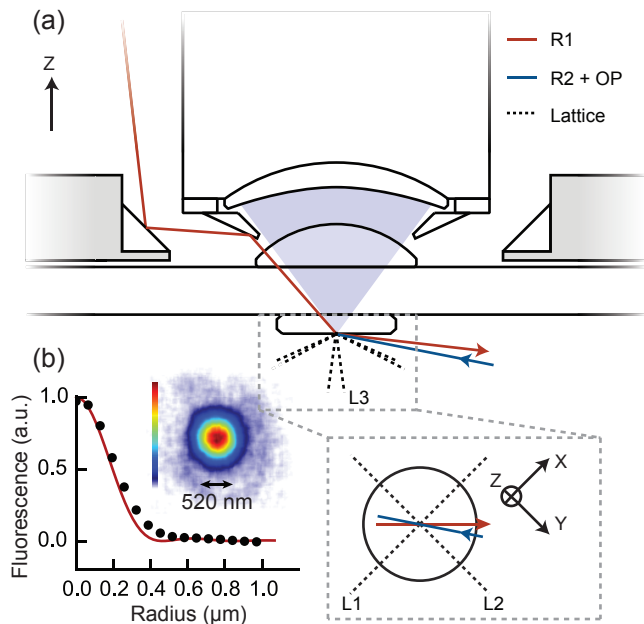 (a)
Z
R1
R2 + OP
Lattice
L3
(b)
Fluorescence (a.u.)
1.0
0.5
0.0
520 nm
0.0 0.2 0.4 0.6 0.8 1.0
Radius (μm)
X
Z
Y
L1
L2